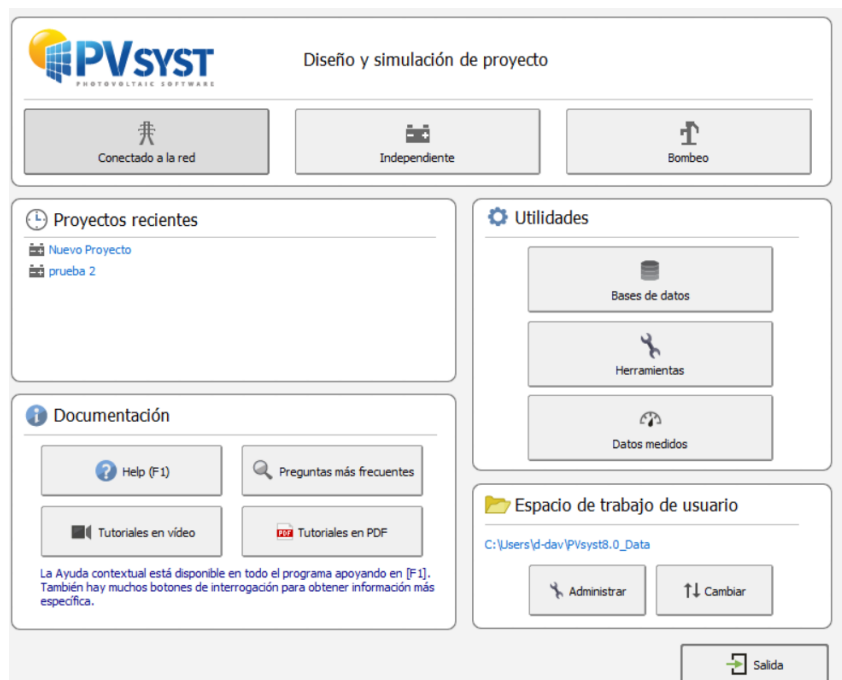 PVSYST
PHOTOVOLTAIC SOFTWARE
Diseño y simulación de proyecto
Conectado a la red
Independiente
Bombeo
Proyectos recientes
Nuevo Proyecto
prueba 2
Utilidades
Bases de datos
Herramientas
Datos medidos
Documentación
Help (F1)
Preguntas más frecuentes
Tutoriales en vídeo
PDF Tutoriales en PDF
La Ayuda contextual está disponible en todo el programa apoyando en [F1].
También hay muchos botones de interrogación para obtener información más
específica.
Espacio de trabajo de usuario
C:\Users\d-dav\PVsyst8.0_Data
Administrar
Cambiar
Salida